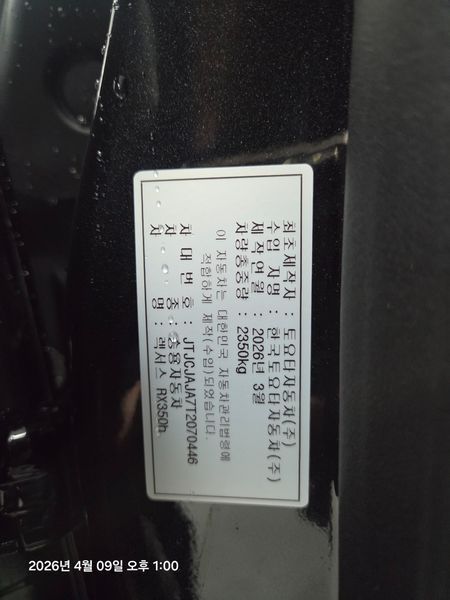 최초제작자 : 토요타자동차(주)
수입 자명 : 한국토요타자동차(주)
제작연월 : 2026년 3월
차량총중량 : 2350kg
이 자동차는 대한민국 자동차관리법령에
적합하게 제작(수입)되었습니다.
차 대 번 호 : JTJCJAJA7T2070446
차 종 : 승용자동차
차 명 : 렉서스 RX350h
2026년 4월 09일 오후 1:00